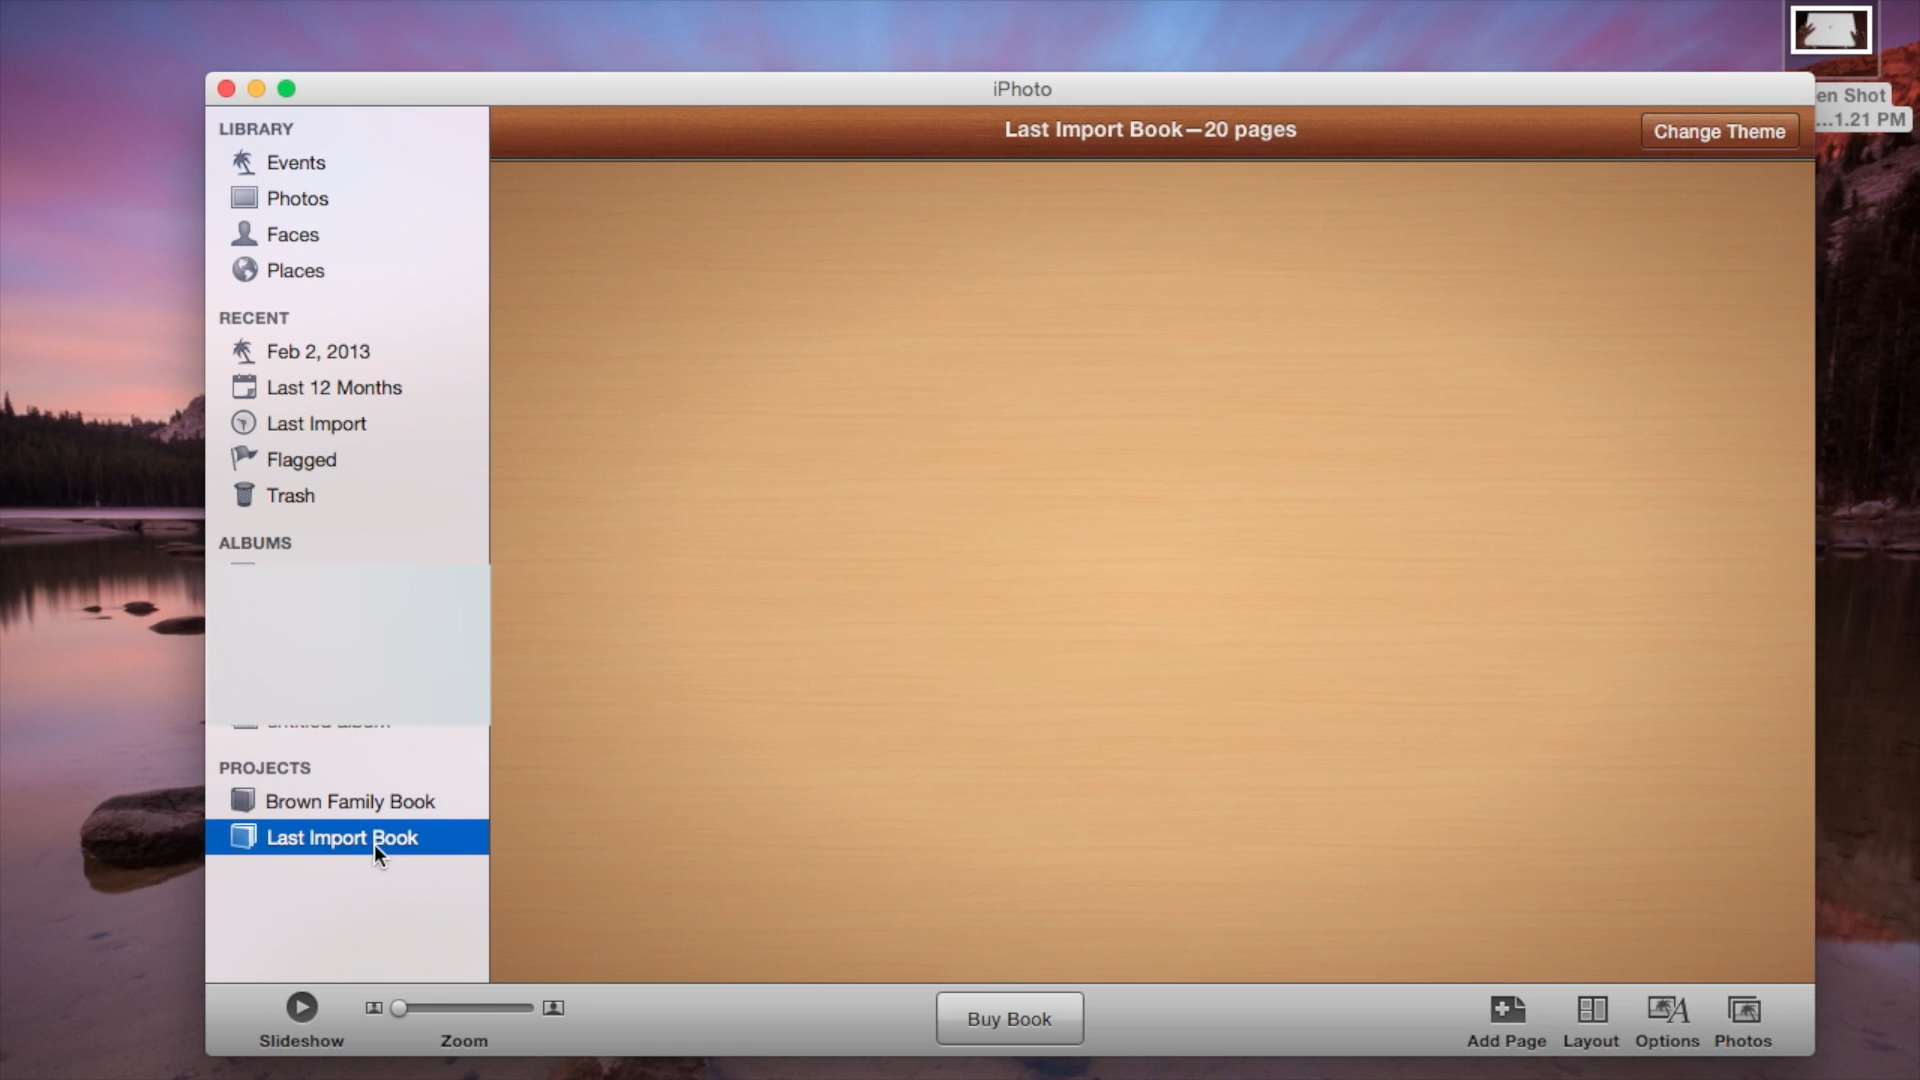 en Shot
...1.21 PM
iPhoto
Last Import Book—20 pages
Change Theme
LIBRARY
Events
Photos
Faces
Places
RECENT
Feb 2, 2013
Last 12 Months
Last Import
Flagged
Trash
ALBUMS
PROJECTS
Brown Family Book
Last Import Book
Slideshow
Zoom
Buy Book
Add Page
Layout
Options
Photos